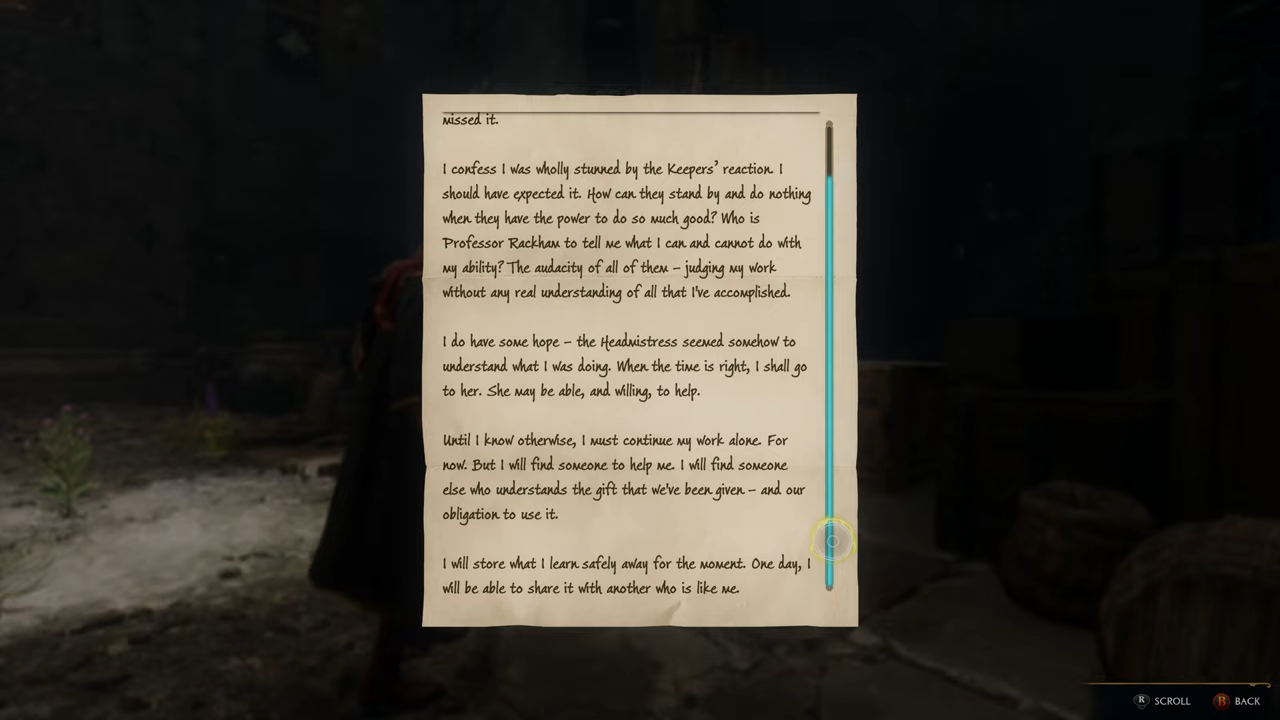 missed it.
I confess I was wholly stunned by the Keepers' reaction. I
should have expected it. How can they stand by and do nothing
when they have the power to do so much good? Who is
Professor Rackham to tell me what I can and cannot do with
my ability? The audacity of all of them – judging my work
without any real understanding of all that I've accomplished.
I do have some hope – the Headmistress seemed somehow to
understand what I was doing. When the time is right, I shall go
to her. She may be able, and willing, to help.
Until I know otherwise, I must continue my work alone. For
now. But I will find someone to help me. I will find someone
else who understands the gift that we've been given – and our
obligation to use it.
I will store what I learn safely away for the moment. One day, I
will be able to share it with another who is like me.
R SCROLL B BACK